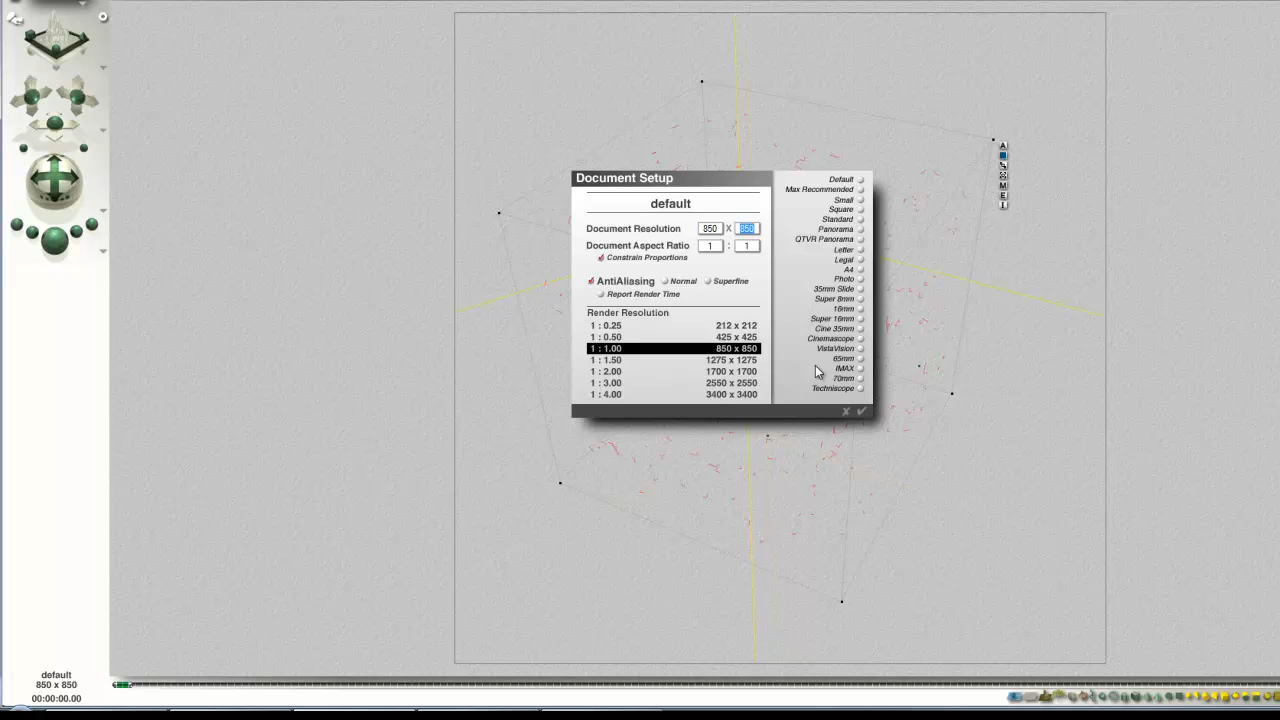 Document Setup
default
Document Resolution 850 X 850
Document Aspect Ratio 1 : 1
Constrain Proportions
AntiAliasing Normal Superfine
Report Render Time
Render Resolution
1 : 0.25 212 x 212
1 : 0.50 425 x 425
1 : 1.00 850 x 850
1 : 1.50 1275 x 1275
1 : 2.00 1700 x 1700
1 : 3.00 2550 x 2550
1 : 4.00 3400 x 3400
Default
Max Recommended
Small
Square
Standard
Panorama
QTVR Panorama
Letter
Legal
A4
Photo
35mm Slide
Super 8mm
16mm
Super 16mm
Cine 35mm
Cinemascope
VistaVision
65mm
IMAX
70mm
Techniscope
A
M
E
I
default
850 x 850
00:00:00.00